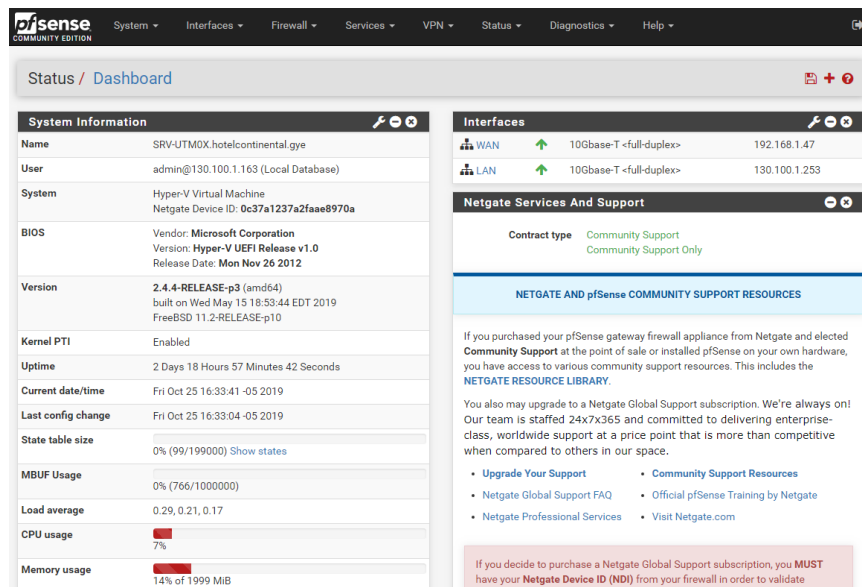 pfsense
COMMUNITY EDITION
System
Interfaces
Firewall
Services
VPN
Status
Diagnostics
Help
Status / Dashboard
System Information
Name SRV-UTM0X.hotelcontinental.gye
User admin@130.100.1.163 (Local Database)
System Hyper-V Virtual Machine
Netgate Device ID: 0c37a1237a2faae8970a
BIOS Vendor: Microsoft Corporation
Version: Hyper-V UEFI Release v1.0
Release Date: Mon Nov 26 2012
Version 2.4.4-RELEASE-p3 (amd64)
built on Wed May 15 18:53:44 EDT 2019
FreeBSD 11.2-RELEASE-p10
Kernel PTI Enabled
Uptime 2 Days 18 Hours 57 Minutes 42 Seconds
Current date/time Fri Oct 25 16:33:41 -05 2019
Last config change Fri Oct 25 16:33:04 -05 2019
State table size
0% (99/199000) Show states
MBUF Usage
0% (766/1000000)
Load average 0.29, 0.21, 0.17
CPU usage
7%
Memory usage
14% of 1999 MiB
Interfaces
WAN 10Gbase-T <full-duplex> 192.168.1.47
LAN 10Gbase-T <full-duplex> 130.100.1.253
Netgate Services And Support
Contract type Community Support
Community Support Only
NETGATE AND pfSense COMMUNITY SUPPORT RESOURCES
If you purchased your pfSense gateway firewall appliance from Netgate and elected
Community Support at the point of sale or installed pfSense on your own hardware,
you have access to various community support resources. This includes the
NETGATE RESOURCE LIBRARY.
You also may upgrade to a Netgate Global Support subscription. We're always on!
Our team is staffed 24x7x365 and committed to delivering enterprise-
class, worldwide support at a price point that is more than competitive
when compared to others in our space.
• Upgrade Your Support • Community Support Resources
• Netgate Global Support FAQ • Official pfSense Training by Netgate
• Netgate Professional Services • Visit Netgate.com
If you decide to purchase a Netgate Global Support subscription, you MUST
have your Netgate Device ID (NDI) from your firewall in order to validate